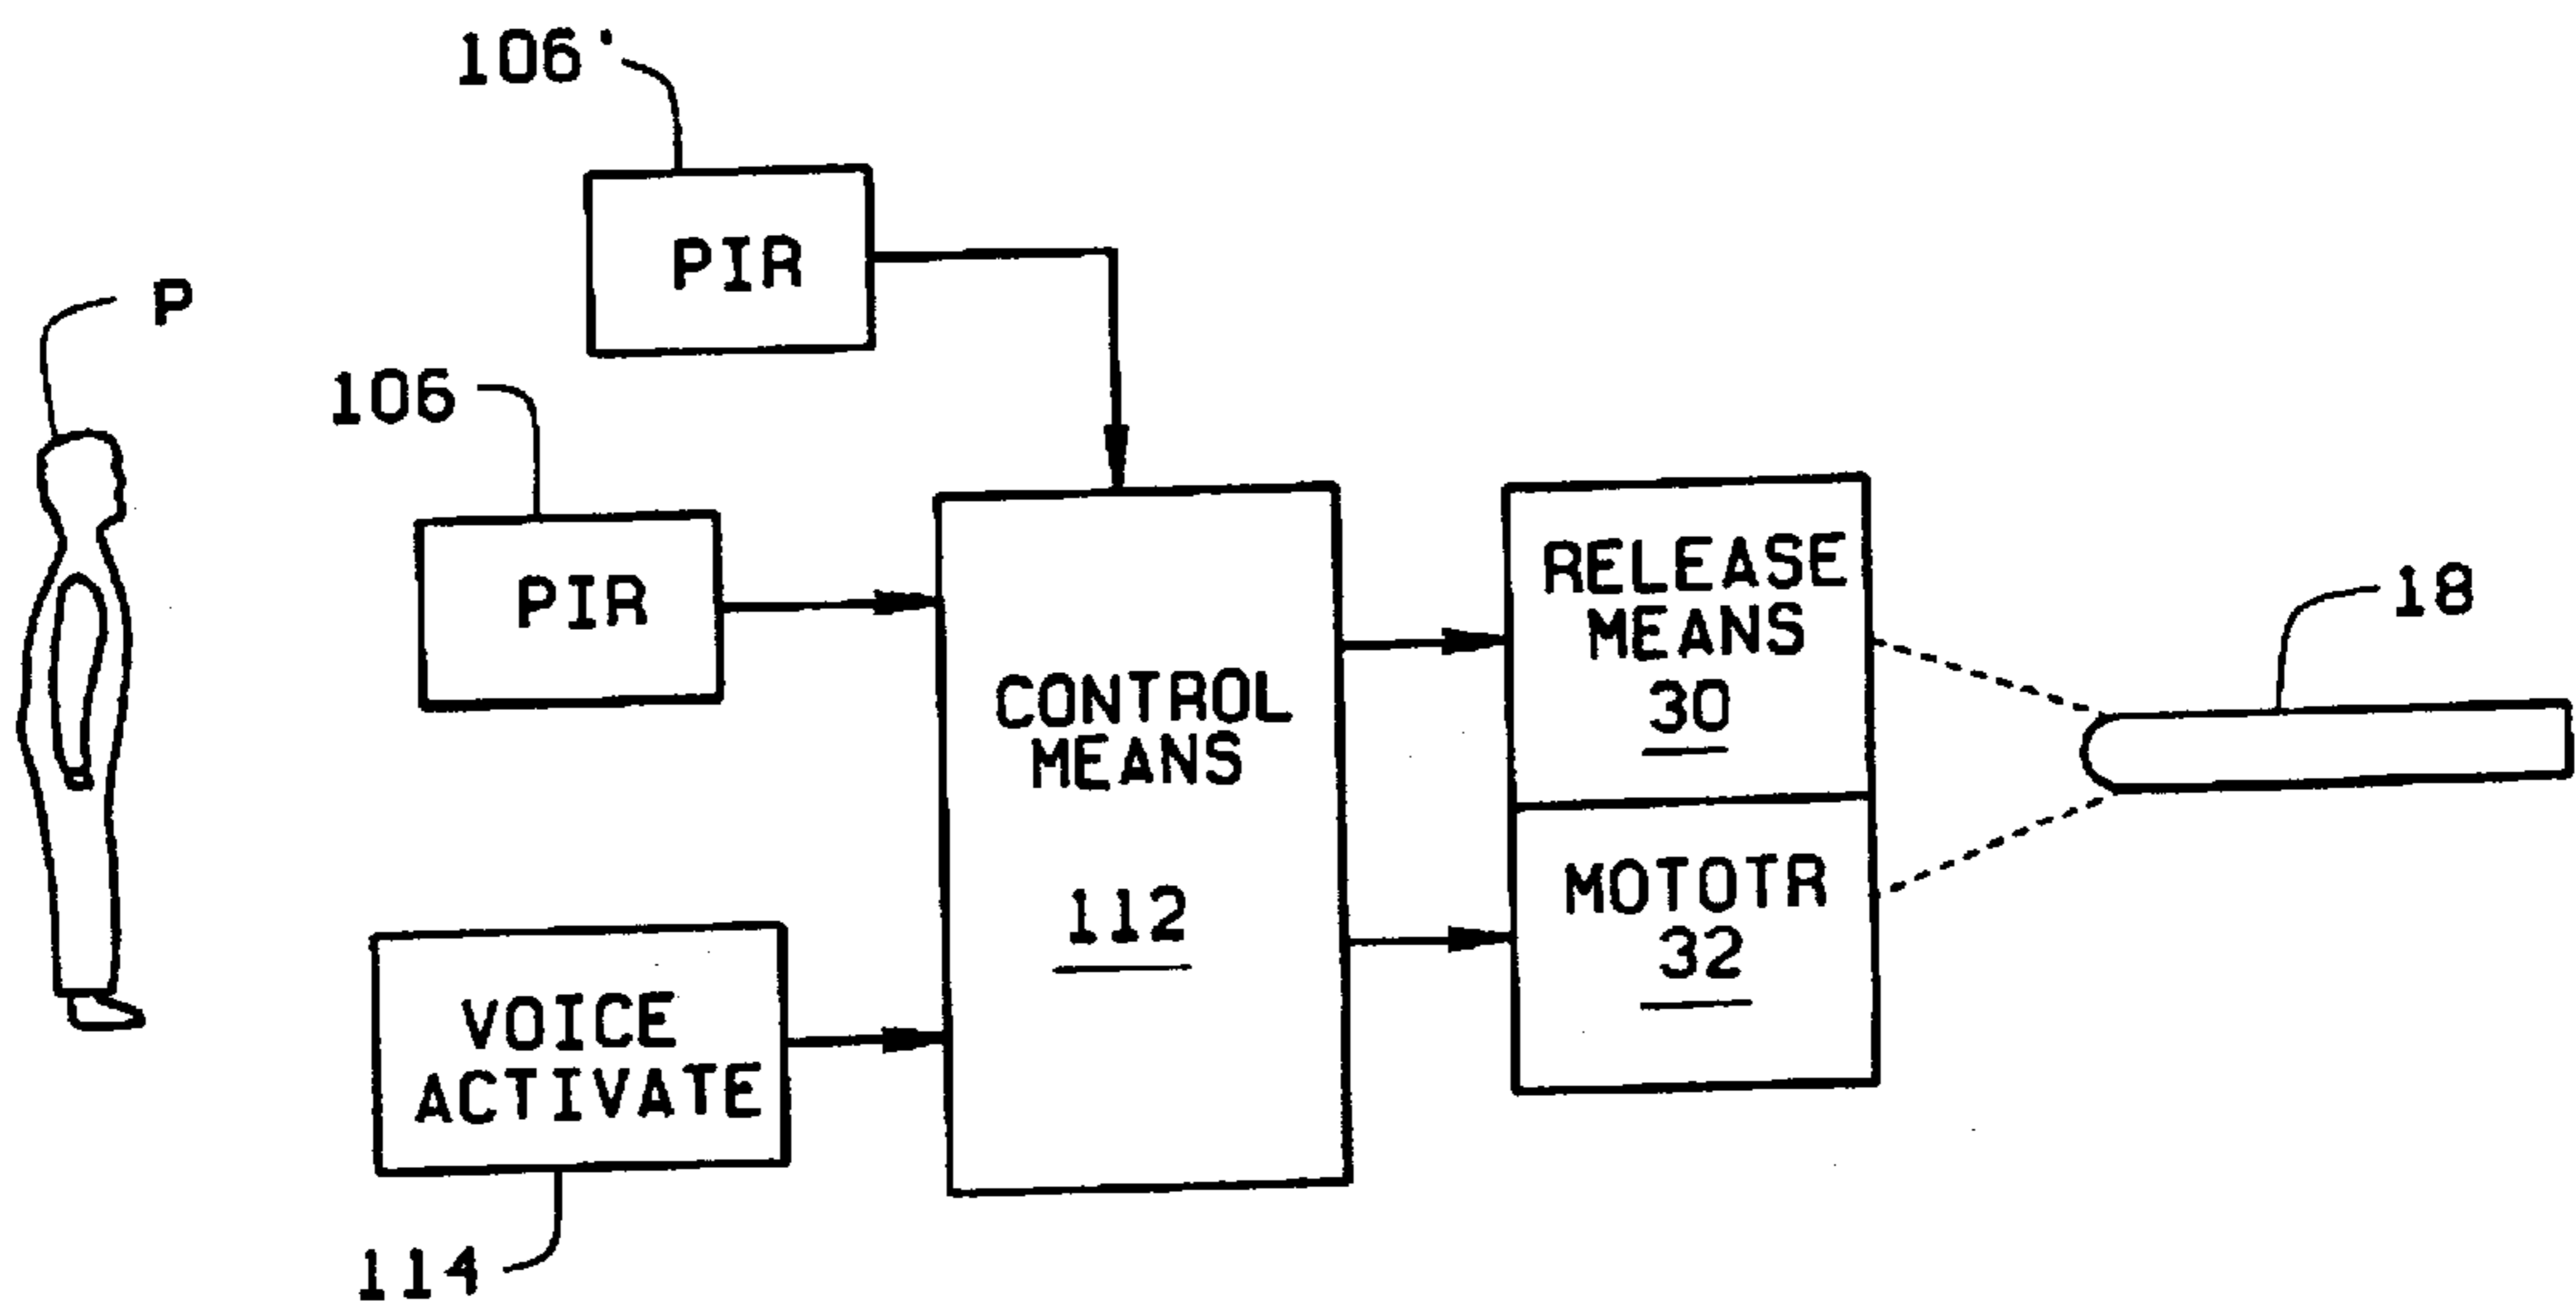 106'
PIR
P
106
PIR
CONTROL
MEANS
112
RELEASE
MEANS
30
MOTOTR
32
18
VOICE
ACTIVATE
114